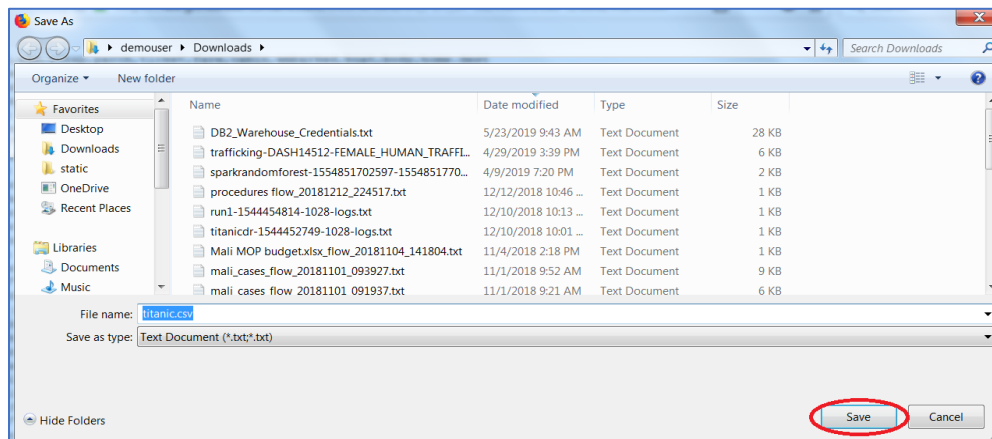 Save As
demouser Downloads Search Downloads
Organize New folder
Favorites
Desktop
Downloads
static
OneDrive
Recent Places
Libraries
Documents
Music
Name Date modified Type Size
DB2_Warehouse_Credentials.txt 5/23/2019 9:43 AM Text Document 28 KB
trafficking-DASH14512-FEMALE_HUMAN_TRAFFI... 4/29/2019 3:39 PM Text Document 6 KB
sparkrandomforest-1554851702597-1554851770... 4/9/2019 7:20 PM Text Document 2 KB
procedures flow_20181212_224517.txt 12/12/2018 10:46 ... Text Document 1 KB
run1-1544454814-1028-logs.txt 12/10/2018 10:13 ... Text Document 1 KB
titanicdr-1544452749-1028-logs.txt 12/10/2018 10:01 ... Text Document 1 KB
Mali MOP budget.xlsx_flow_20181104_141804.txt 11/4/2018 2:18 PM Text Document 1 KB
mali_cases_flow_20181101_093927.txt 11/1/2018 9:52 AM Text Document 9 KB
mali_cases_flow_20181101_091937.txt 11/1/2018 9:21 AM Text Document 6 KB
File name: titanic.csv
Save as type: Text Document (*.txt;*.txt)
Hide Folders Save Cancel